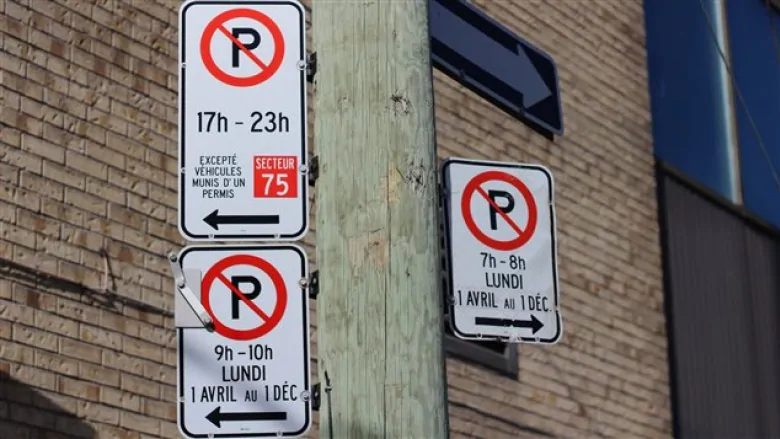 P
17h - 23h
EXCEPTÉ
VÉHICULES
MUNIS D'UN
PERMIS
SECTEUR
75
P
9h - 10h
LUNDI
1 AVRIL AU 1 DÉC
P
7h - 8h
LUNDI
1 AVRIL AU 1 DÉC.